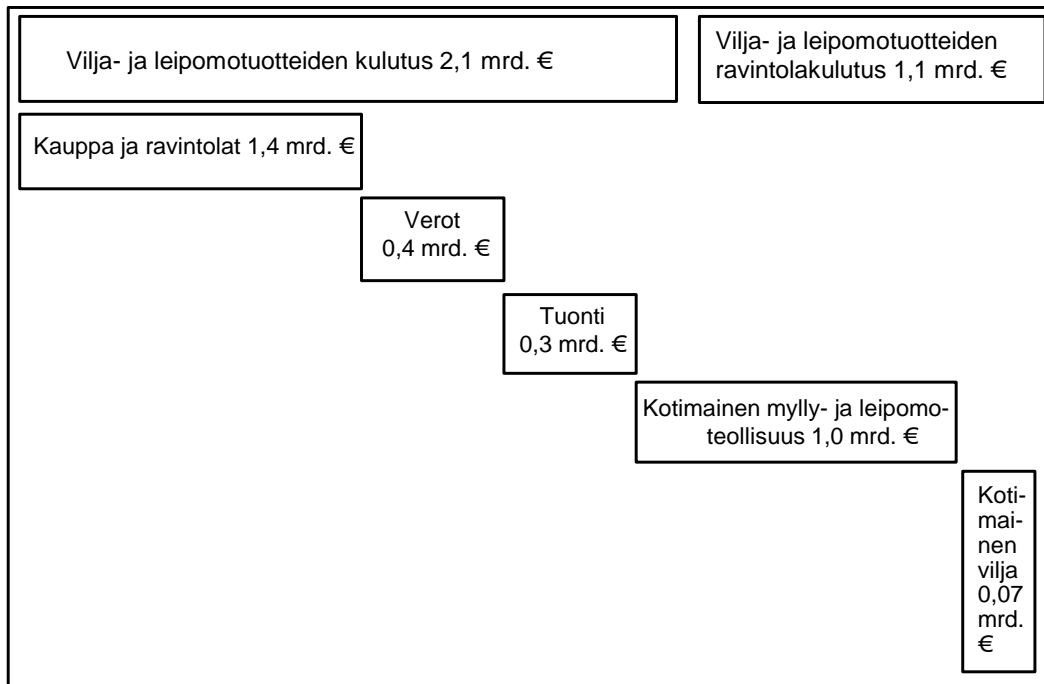 Vilja- ja leipomotuotteiden kulutus 2,1 mrd. €
Vilja- ja leipomotuotteiden
ravintolakulutus 1,1 mrd. €
Kauppa ja ravintolat 1,4 mrd. €
Verot
0,4 mrd. €
Tuonti
0,3 mrd. €
Kotimainen mylly- ja leipomo-
teollisuus 1,0 mrd. €
Koti-
mai-
nen
vilja
0,07
mrd.
€